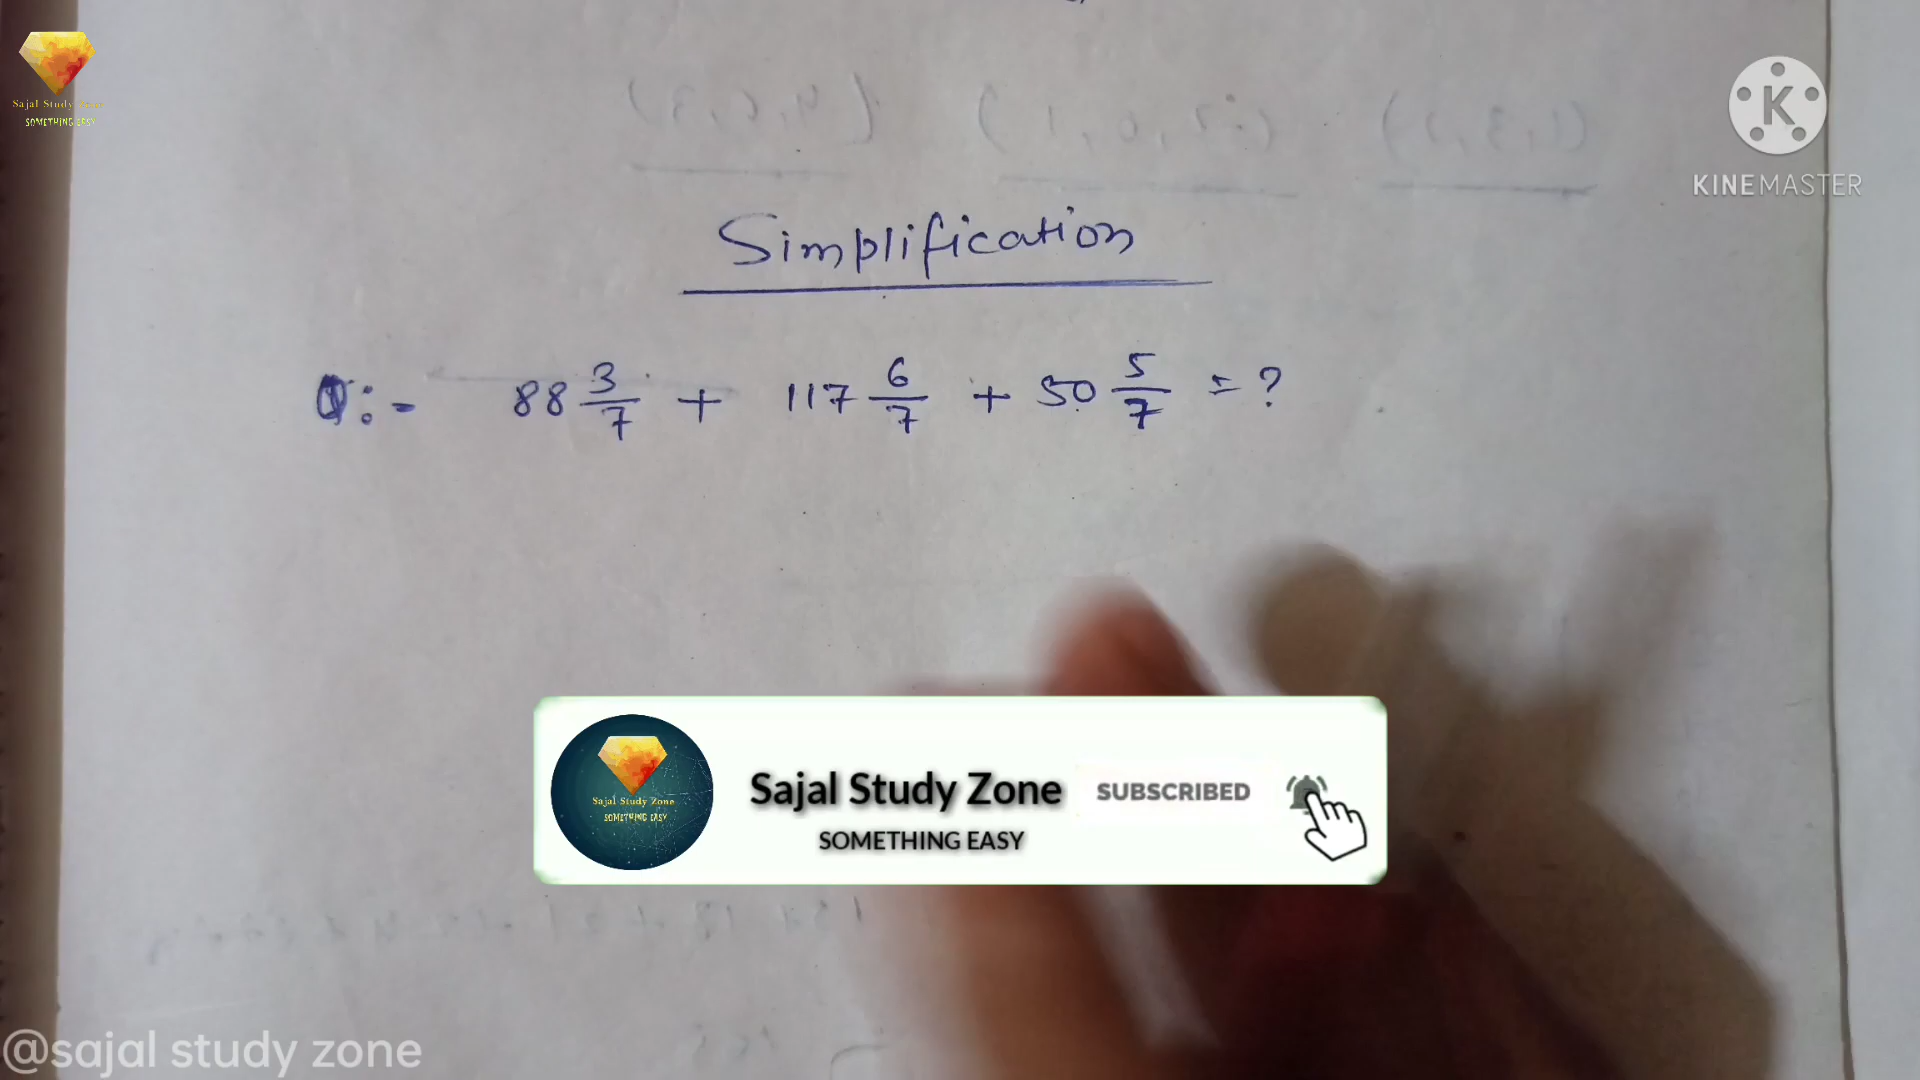 Sajal Study Zone
SOMETHING EASY
KINEMASTER
Simplification
Q:- 88 3/7 + 117 6/7 + 50 5/7 = ?
Sajal Study Zone
SOMETHING EASY
Sajal Study Zone SUBSCRIBED
SOMETHING EASY
@sajal study zone